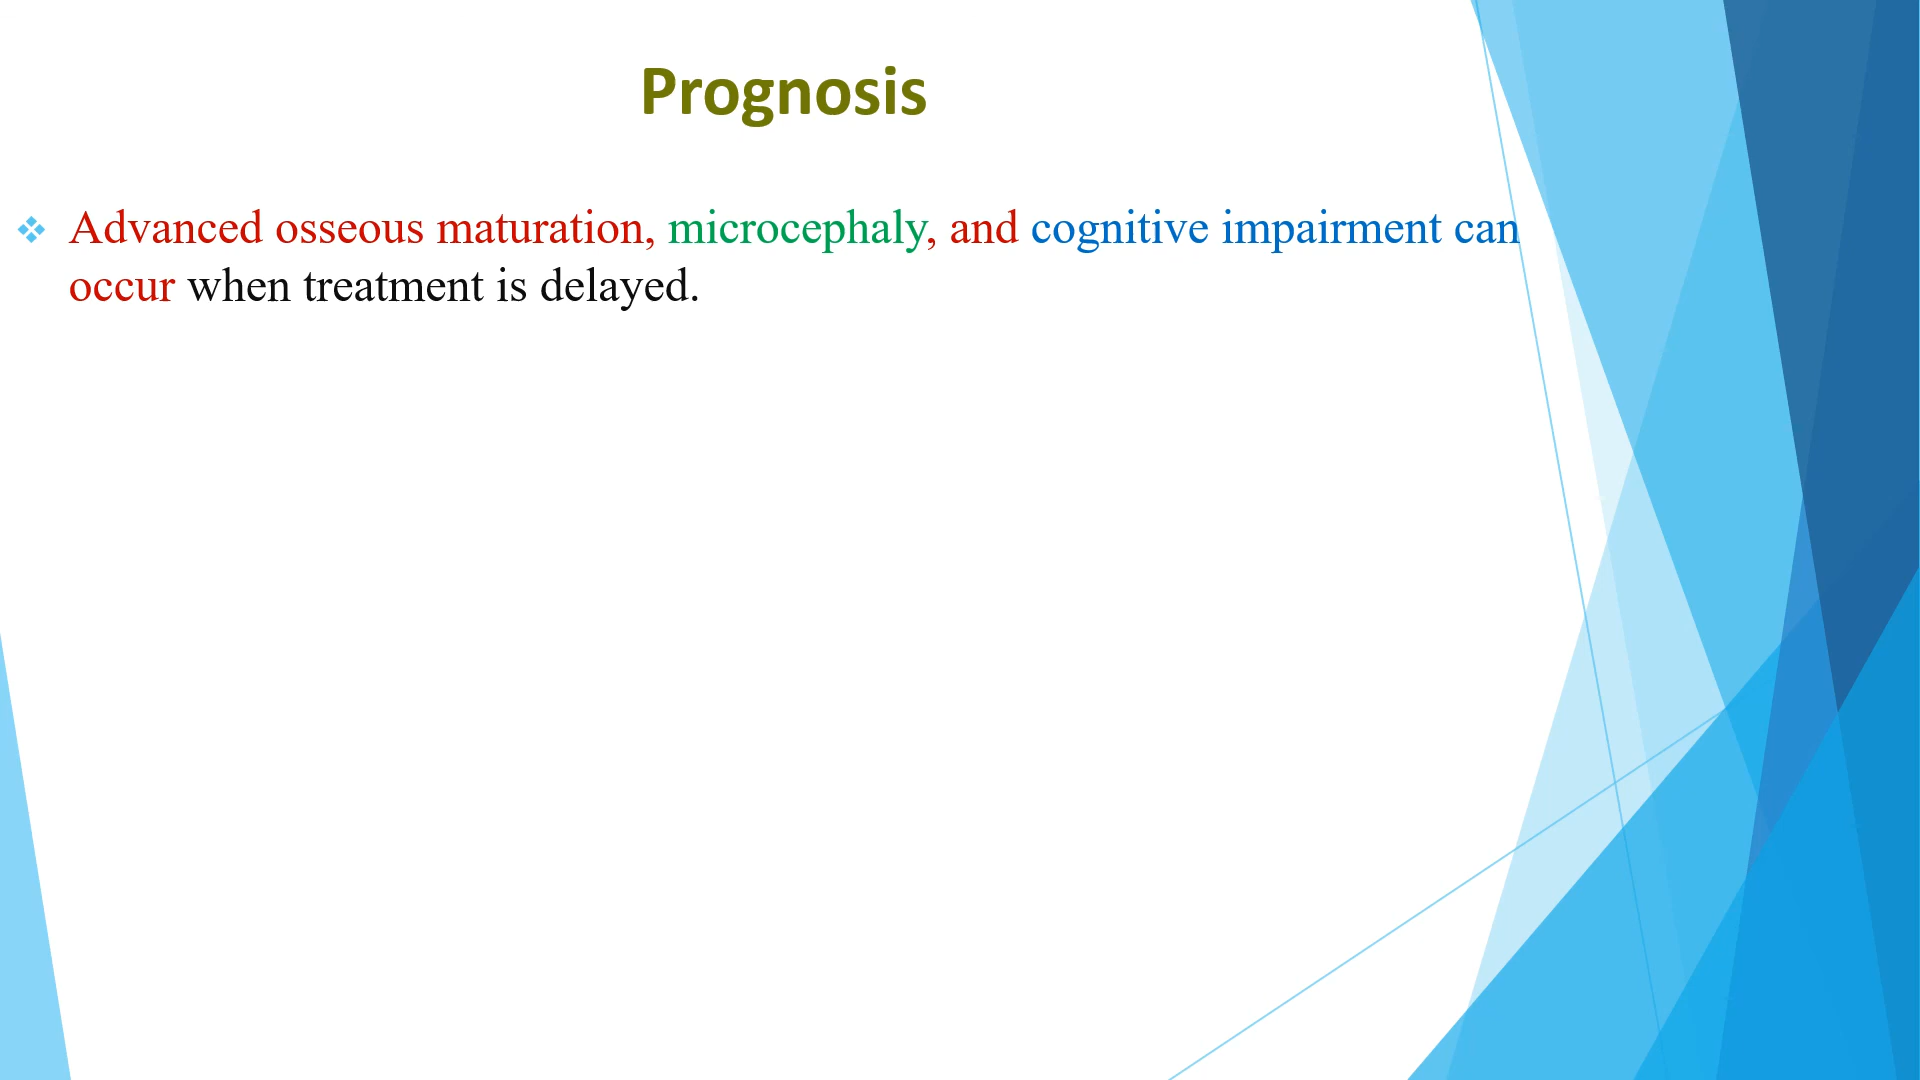 Prognosis
Advanced osseous maturation, microcephaly, and cognitive impairment can
occur when treatment is delayed.